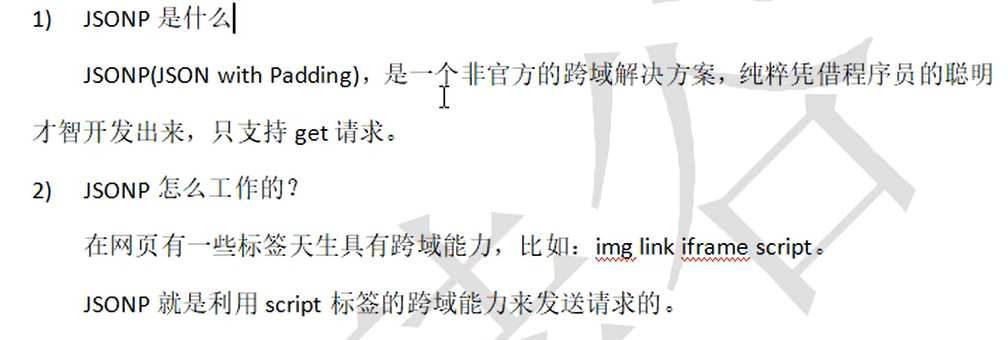 1) JSONP 是什么
JSONP(JSON with Padding)，是一个非官方的跨域解决方案，纯粹凭借程序员的聪明
才智开发出来，只支持 get 请求。
2) JSONP 怎么工作的？
在网页有一些标签天生具有跨域能力，比如：img link iframe script。
JSONP 就是利用 script 标签的跨域能力来发送请求的。